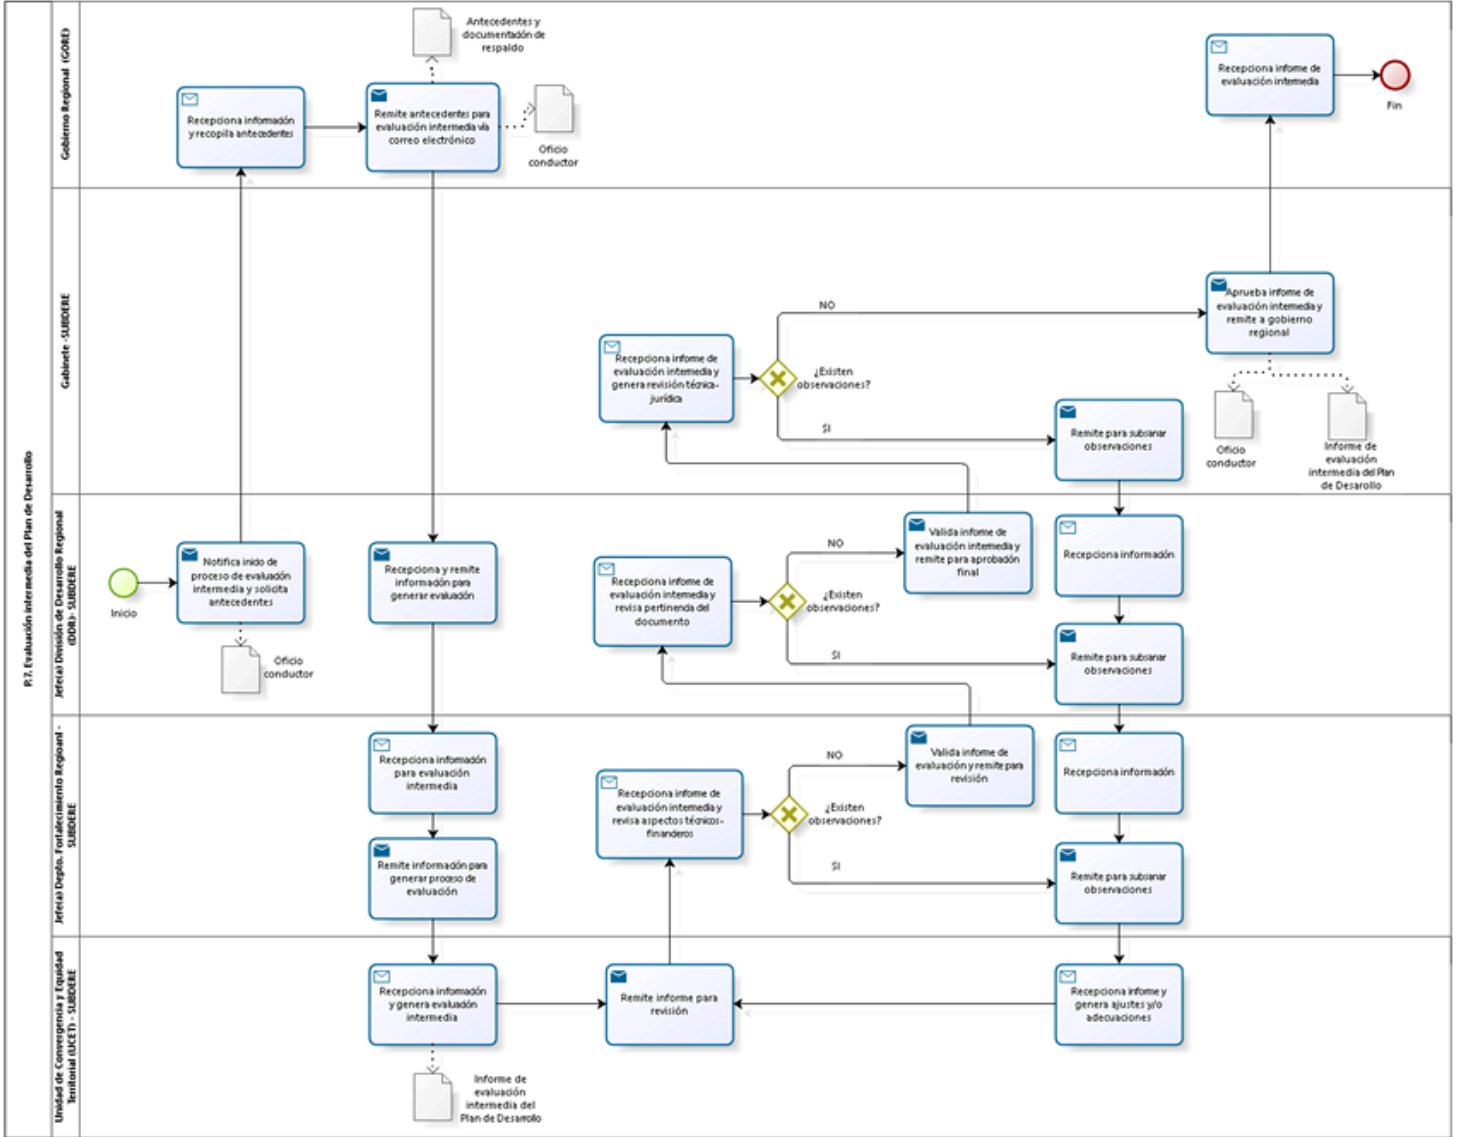 P.7. Evaluación intermedia del Plan de Desarrollo
Gobierno Regional (GORE)
Antecedentes y
documentación de
respaldo
Recepciona información
y recopila antecedentes
Remite antecedentes para
evaluación intermedia vía
correo electrónico
Oficio
conductor
Recepciona informe de
evaluación intermedia
Fin
Gabinete -SUBDERE
Recepciona informe de
evaluación intermedia y
genera revisión técnica-
jurídica
NO
¿Existen
observaciones?
SI
Remite para subsanar
observaciones
Aprueba informe de
evaluación intermedia y
remite a gobierno
regional
Oficio
conductor
Informe de
evaluación
intermedia del Plan
de Desarollo
Jefe(a) División de Desarrollo Regional
(DDR)- SUBDERE
Inicio
Notifica inicio de
proceso de evaluación
intermedia y solicita
antecedentes
Oficio
conductor
Recepciona y remite
información para
generar evaluación
Recepciona informe de
evaluación intermedia y
revisa pertinencia del
documento
NO
¿Existen
observaciones?
SI
Valida informe de
evaluación intermedia y
remite para aprobación
final
Recepciona información
Remite para subsanar
observaciones
Jefe(a) Depto. Fortalecimiento Regioanl -
SUBDERE
Recepciona información
para evaluación
intermedia
Remite información para
generar proceso de
evaluación
Recepciona informe de
evaluación intermedia y
revisa aspectos técnicos-
financieros
NO
¿Existen
observaciones?
SI
Valida informe de
evaluación y remite para
revisión
Recepciona información
Remite para subsanar
observaciones
Unidad de Convergencia y Equidad
Territorial (UCET) - SUBDERE
Recepciona información
y genera evaluación
intermedia
Informe de
evaluación
intermedia del
Plan de Desarrollo
Remite informe para
revisión
Recepciona informe y
genera ajustes y/o
adecuaciones